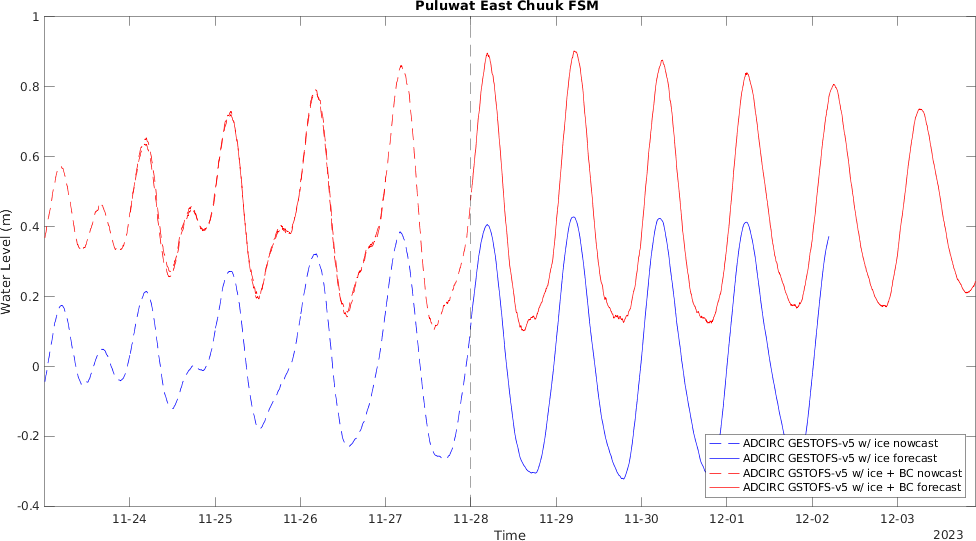 Puluwat East Chuuk FSM
1
0.8
0.6
0.4
0.2
0
-0.2
-0.4
Water Level (m)
ADCIRC GESTOFS-v5 w/ ice nowcast
ADCIRC GESTOFS-v5 w/ ice forecast
ADCIRC GSTOFS-v5 w/ ice + BC nowcast
ADCIRC GSTOFS-v5 w/ ice + BC forecast
11-24 11-25 11-26 11-27 11-28 11-29 11-30 12-01 12-02 12-03
Time
2023